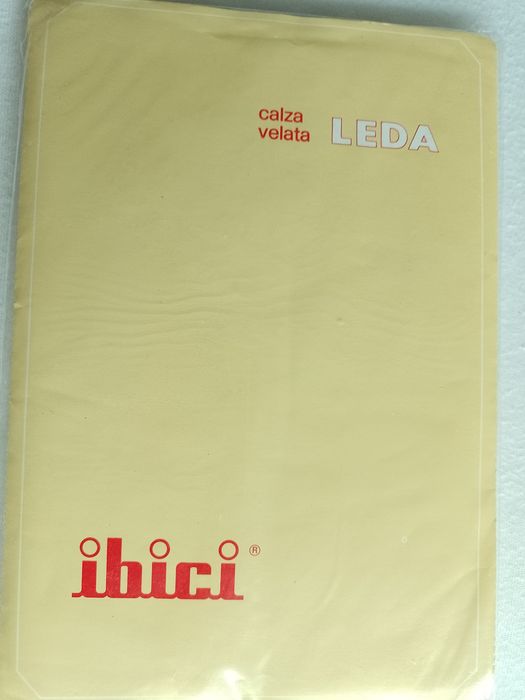 calza
velata LEDA
ibici ®